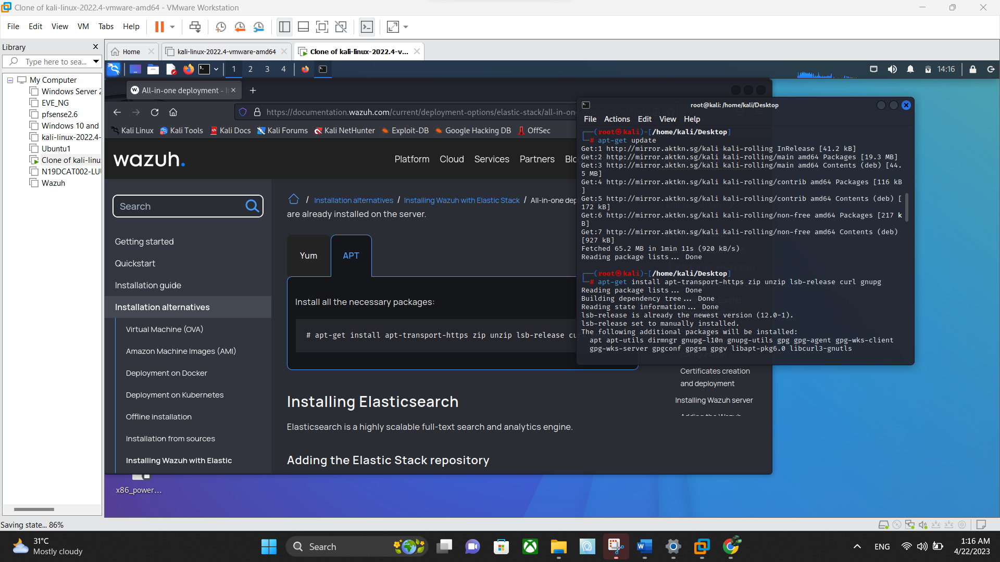 Clone of kali-linux-2022.4-vmware-amd64 - VMware Workstation
File Edit View VM Tabs Help
Library
Type here to sea...
My Computer
Windows Server 2
EVE_NG
pfsense2.6
Windows 10 and
kali-linux-2022.4-
Ubuntu1
Clone of kali-linu
N19DCAT002-LU
Wazuh
Home
kali-linux-2022.4-vmware-amd64
Clone of kali-linux-2022.4-v...
1 2 3 4
14:16
All-in-one deployment -
https://documentation.wazuh.com/current/deployment-options/elastic-stack/all-in-on
Kali Linux Kali Tools Kali Docs Kali Forums Kali NetHunter Exploit-DB Google Hacking DB OffSec
wazuh.
Platform Cloud Services Partners Blo
Search
Getting started
Quickstart
Installation guide
Installation alternatives
Virtual Machine (OVA)
Amazon Machine Images (AMI)
Deployment on Docker
Deployment on Kubernetes
Offline installation
Installation from sources
Installing Wazuh with Elastic
/ Installation alternatives / Installing Wazuh with Elastic Stack / All-in-one dep
are already installed on the server.
Yum
APT
Install all the necessary packages:
# apt-get install apt-transport-https zip unzip lsb-release cu
Installing Elasticsearch
Elasticsearch is a highly scalable full-text search and analytics engine.
Adding the Elastic Stack repository
Certificates creation
and deployment
Installing Wazuh server
root@kali: /home/kali/Desktop
File Actions Edit View Help
┌──(root㉿kali)-[/home/kali/Desktop]
└─# apt-get update
Get:1 http://mirror.aktkn.sg/kali kali-rolling InRelease [41.2 kB]
Get:2 http://mirror.aktkn.sg/kali kali-rolling/main amd64 Packages [19.3 MB]
Get:3 http://mirror.aktkn.sg/kali kali-rolling/main amd64 Contents (deb) [44.
5 MB]
Get:4 http://mirror.aktkn.sg/kali kali-rolling/contrib amd64 Packages [116 kB
]
Get:5 http://mirror.aktkn.sg/kali kali-rolling/contrib amd64 Contents (deb) [
172 kB]
Get:6 http://mirror.aktkn.sg/kali kali-rolling/non-free amd64 Packages [217 k
B]
Get:7 http://mirror.aktkn.sg/kali kali-rolling/non-free amd64 Contents (deb)
[927 kB]
Fetched 65.2 MB in 1min 11s (920 kB/s)
Reading package lists... Done
┌──(root㉿kali)-[/home/kali/Desktop]
└─# apt-get install apt-transport-https zip unzip lsb-release curl gnupg
Reading package lists... Done
Building dependency tree... Done
Reading state information... Done
lsb-release is already the newest version (12.0-1).
lsb-release set to manually installed.
The following additional packages will be installed:
apt apt-utils dirmngr gnupg-l10n gnupg-utils gpg gpg-agent gpg-wks-client
gpg-wks-server gpgconf gpgsm gpgv libapt-pkg6.0 libcurl3-gnutls
x86_power...
Saving state... 86%
31°C
Mostly cloudy
Search
ENG
1:16 AM
4/22/2023